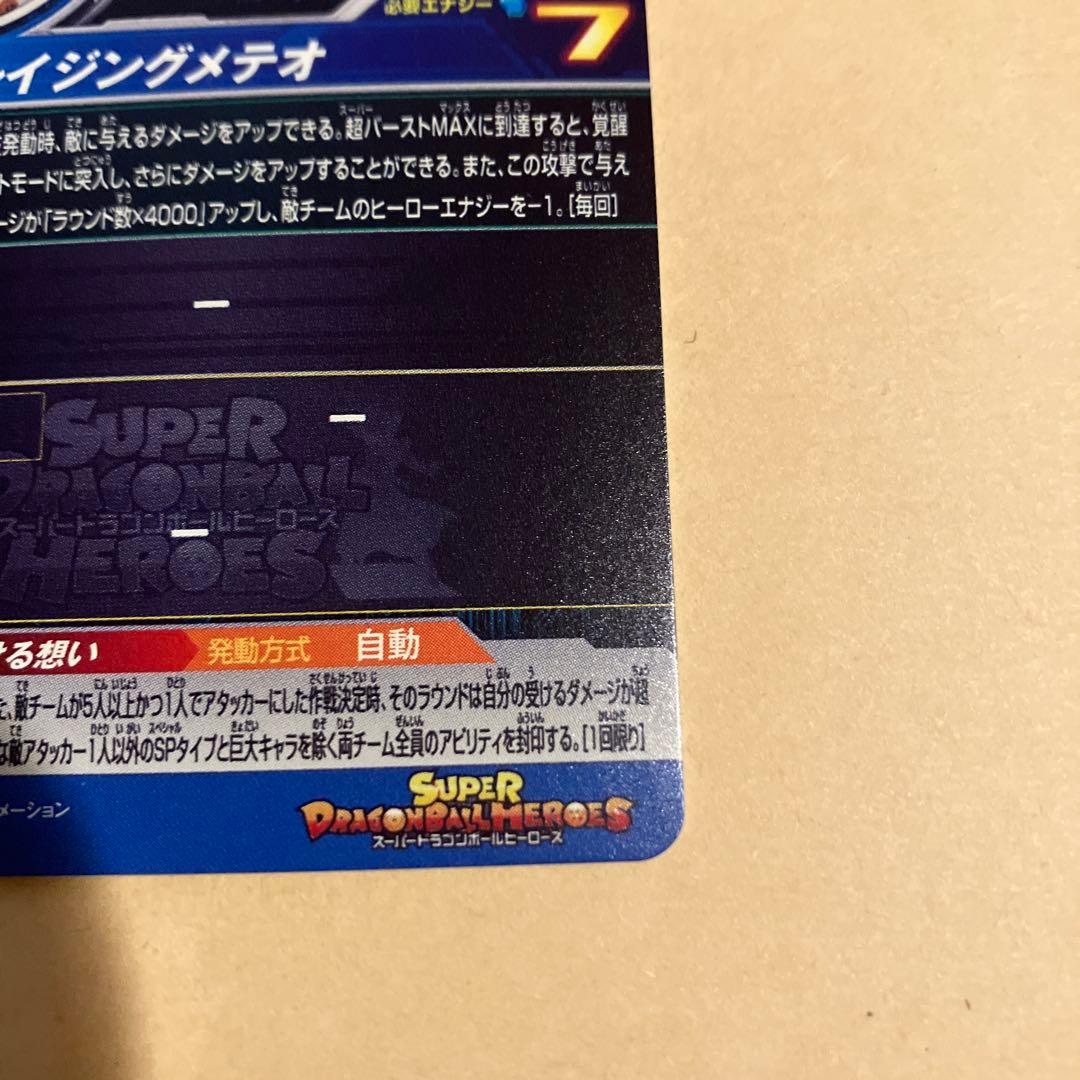 必要エナジー 7
イジングメテオ
発動時、敵に与えるダメージをアップできる。超バーストMAXに到達すると、覚醒
トモードに突入し、さらにダメージをアップすることができる。また、この攻撃で与え
ージが「ラウンド数×4000」アップし、敵チームのヒーローエナジーを−1。[毎回]
SUPER
DRAGONBALL
スーパードラゴンボールヒーローズ
HEROES
ける想い 発動方式 自動
た、敵チームが5人以上かつ1人でアタッカーにした作戦決定時、そのラウンドは自分の受けるダメージが超
な敵アタッカー1人以外のSPタイプと巨大キャラを除く両チーム全員のアビリティを封印する。[1回限り]
メーション
SUPER
DRAGONBALL HEROES
スーパードラゴンボールヒーローズ